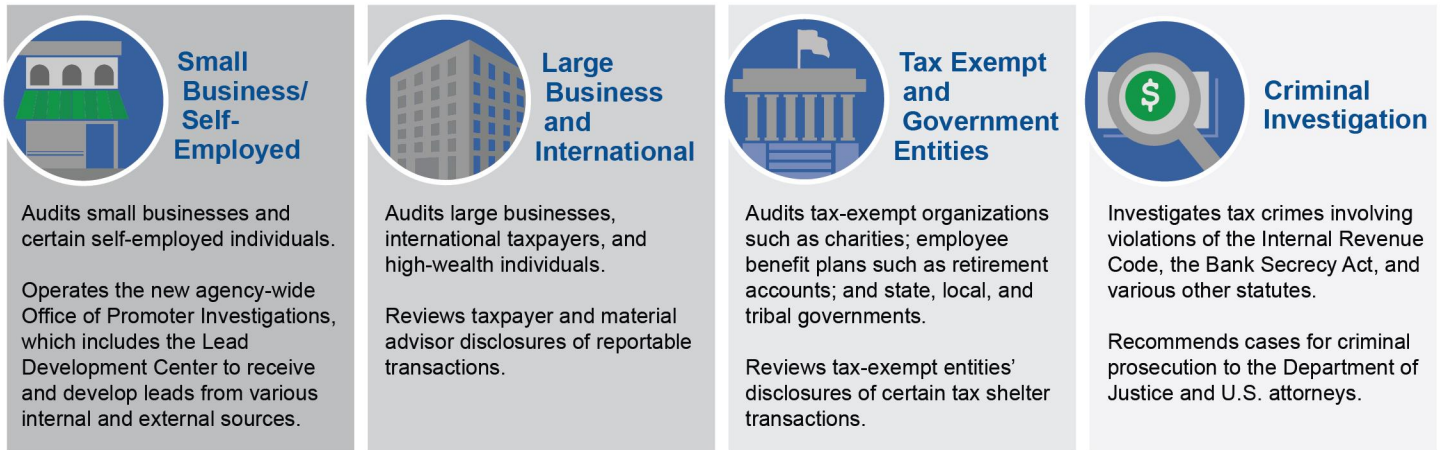 Small
Business/
Self-
Employed
Audits small businesses and
certain self-employed individuals.
Operates the new agency-wide
Office of Promoter Investigations,
which includes the Lead
Development Center to receive
and develop leads from various
internal and external sources.
Large
Business
and
International
Audits large businesses,
international taxpayers, and
high-wealth individuals.
Reviews taxpayer and material
advisor disclosures of reportable
transactions.
Tax Exempt
and
Government
Entities
Audits tax-exempt organizations
such as charities; employee
benefit plans such as retirement
accounts; and state, local, and
tribal governments.
Reviews tax-exempt entities’
disclosures of certain tax shelter
transactions.
$
Criminal
Investigation
Investigates tax crimes involving
violations of the Internal Revenue
Code, the Bank Secrecy Act, and
various other statutes.
Recommends cases for criminal
prosecution to the Department of
Justice and U.S. attorneys.